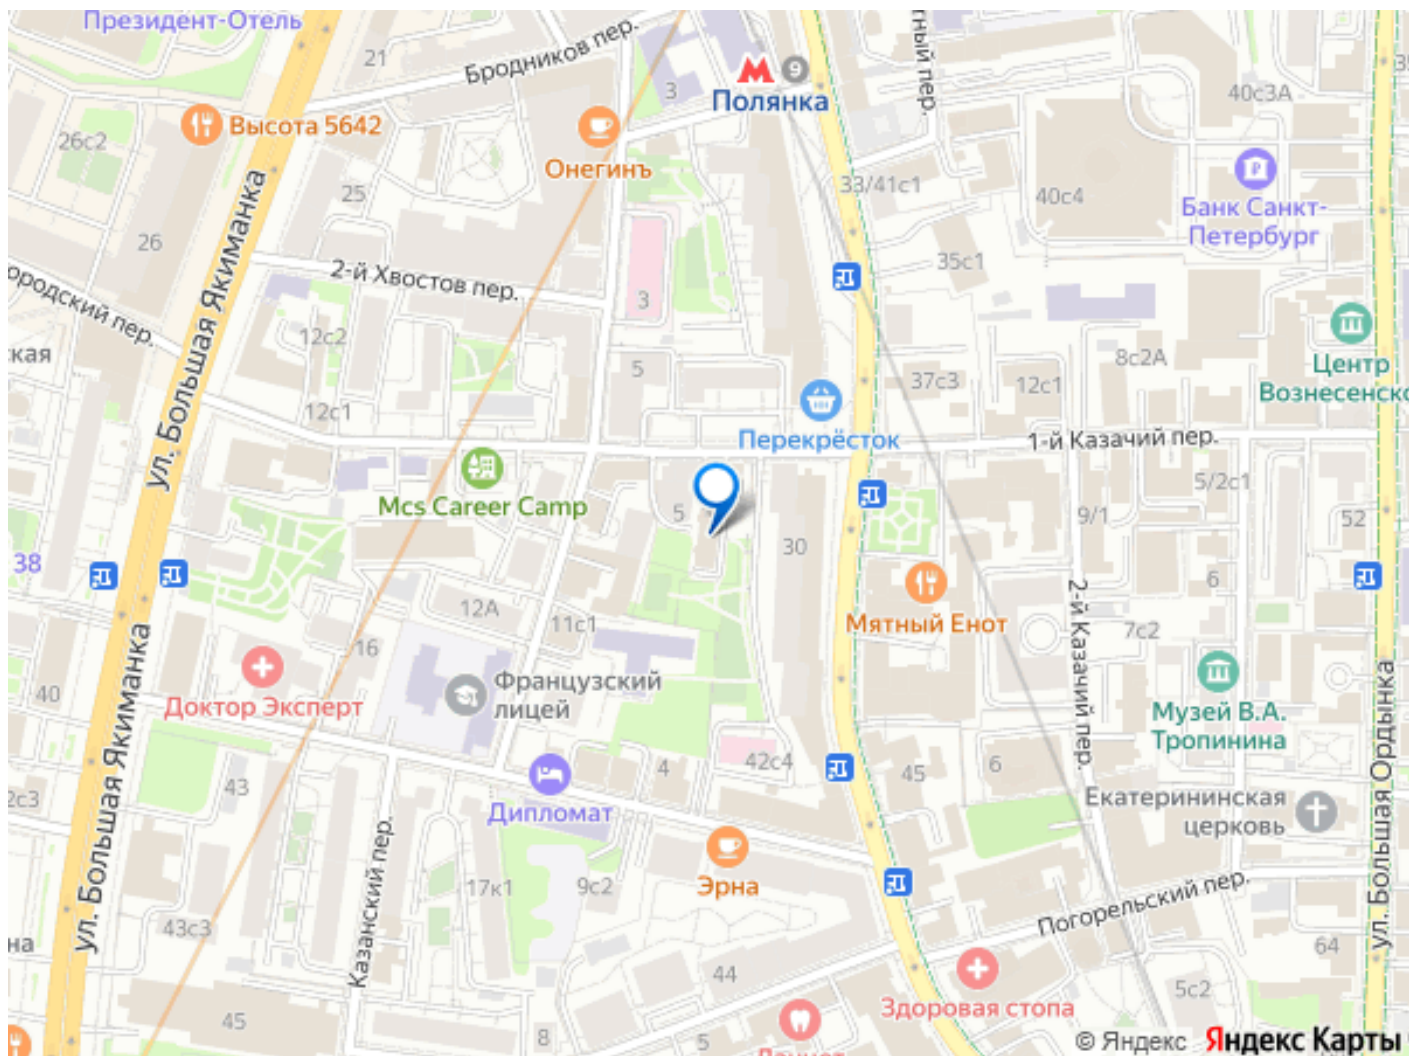 Президент-Отель
21
Бродников пер.
3
9
Полянка
40с3А
26с2
Высота 5642
Онегинъ
25
33/41с1
40с4
Банк Санкт-
Петербург
26
ул. Большая Якиманка
2-й Хвостов пер.
35с1
3
12с2
8с2А
Центр
5
37с3
12с1
12с1
Перекрёсток
1-й Казачий пер.
Mcs Career Camp
5
5/2с1
9/1
52
38
30
6
12А
11с1
Мятный Енот
2-й Казачий пер.
7с2
16
40
Доктор Эксперт
Французский
лицей
Музей В.А.
Тропинина
ул. Большая Якиманка
ул. Большая Ордынка
43
4
42с4
45
6
Дипломат
Екатерининская
церковь
Казанский пер.
17к1
9с2
Эрна
Погорельский пер.
43с3
44
64
Здоровая стопа
5с2
45
8
5
© Яндекс
Яндекс Карты